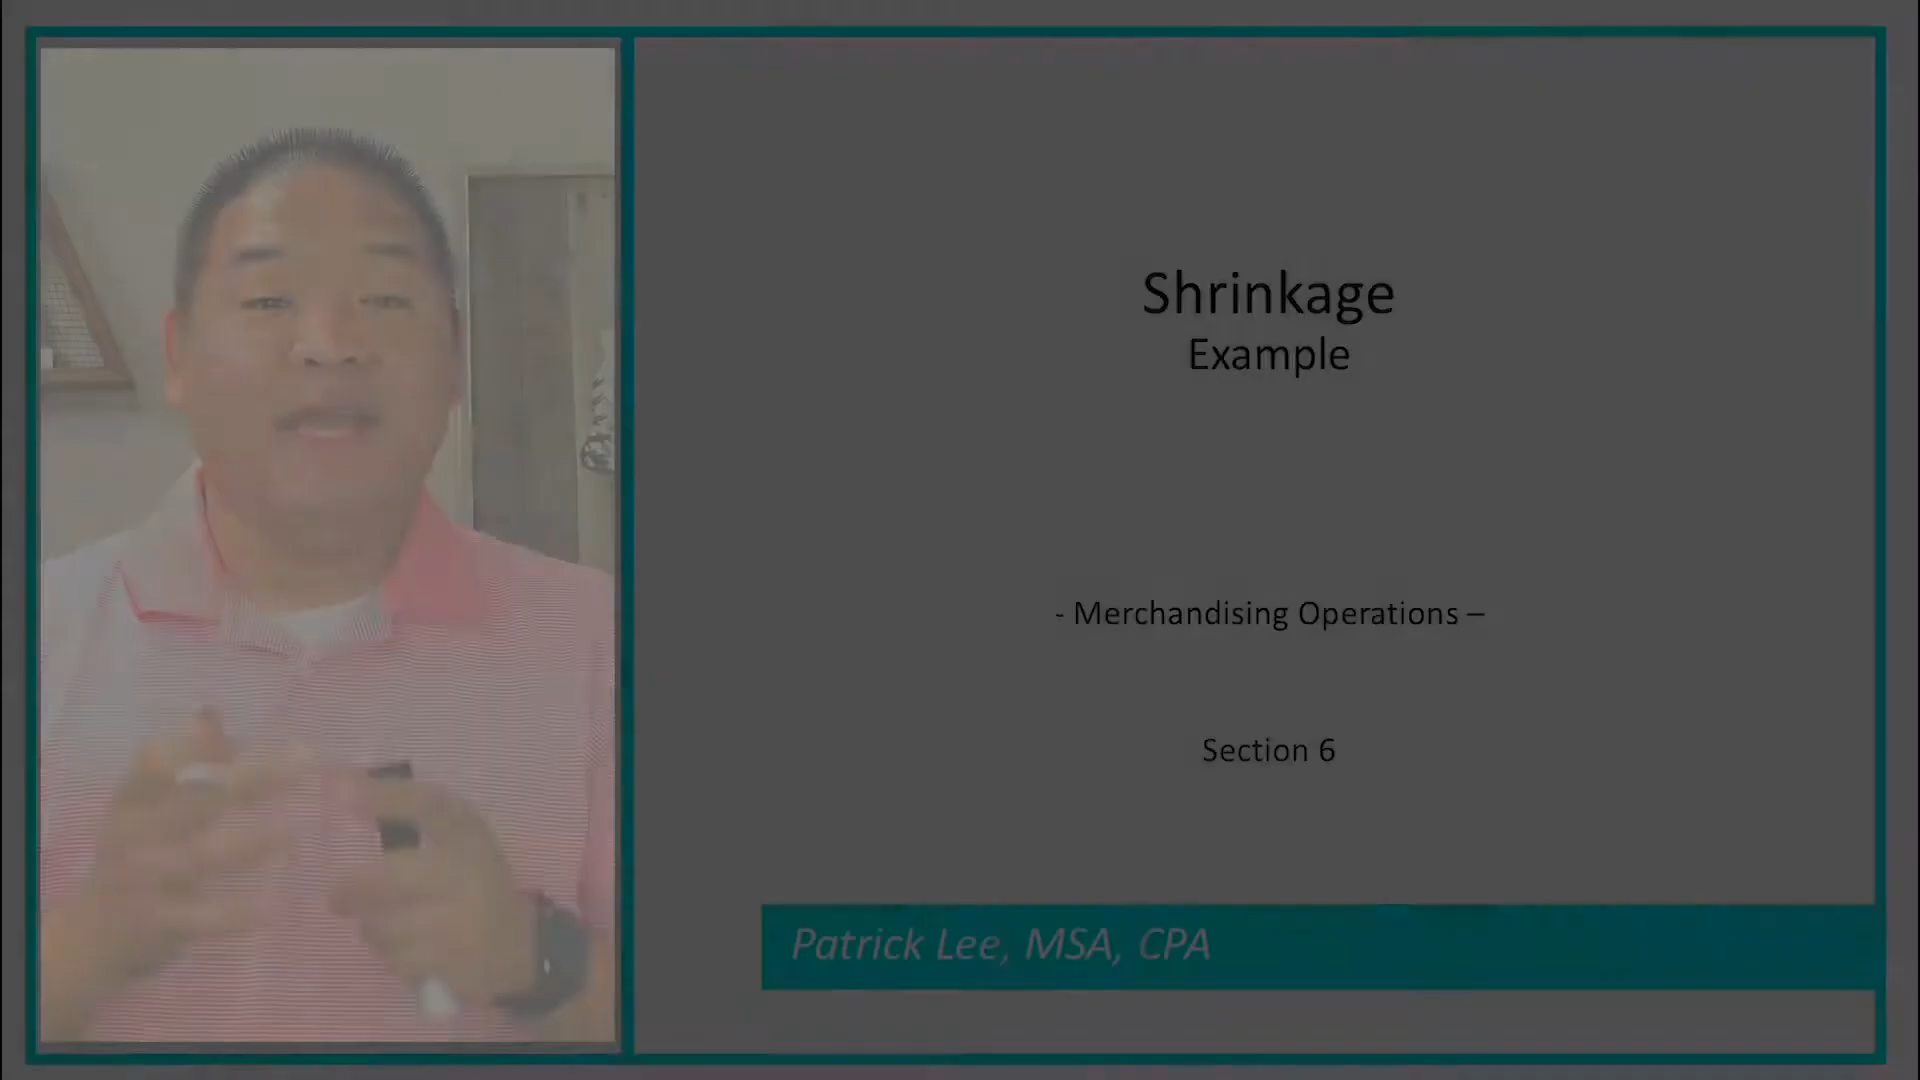 Shrinkage
Example
- Merchandising Operations –
Section 6
Patrick Lee, MSA, CPA